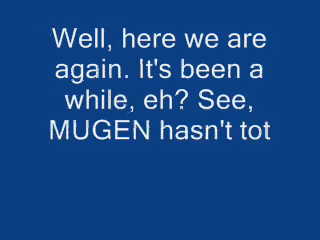 Well, here we are
again. It's been a
while, eh? See,
MUGEN hasn't tot